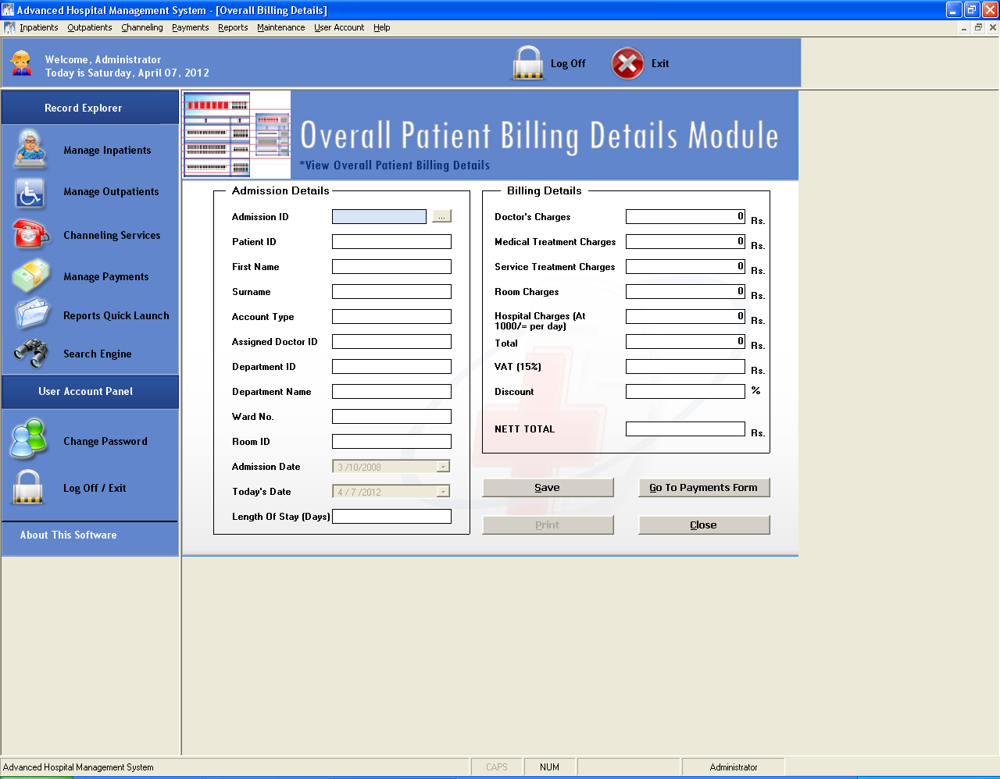 Advanced Hospital Management System - [Overall Billing Details]
Inpatients Outpatients Channeling Payments Reports Maintenance User Account Help
Welcome, Administrator
Today is Saturday, April 07, 2012
Log Off
Exit
Record Explorer
Manage Inpatients
Manage Outpatients
Channeling Services
Manage Payments
Reports Quick Launch
Search Engine
User Account Panel
Change Password
Log Off / Exit
About This Software
Overall Patient Billing Details Module
*View Overall Patient Billing Details
Admission Details
Admission ID ...
Patient ID
First Name
Surname
Account Type
Assigned Doctor ID
Department ID
Department Name
Ward No.
Room ID
Admission Date 3 /10/2008
Today's Date 4 / 7 /2012
Length Of Stay (Days)
Billing Details
Doctor's Charges 0 Rs.
Medical Treatment Charges 0 Rs.
Service Treatment Charges 0 Rs.
Room Charges 0 Rs.
Hospital Charges (At
1000/= per day) 0 Rs.
Total 0 Rs.
VAT (15%) Rs.
Discount %
NETT TOTAL Rs.
Save
Go To Payments Form
Print
Close
Advanced Hospital Management System CAPS NUM Administrator